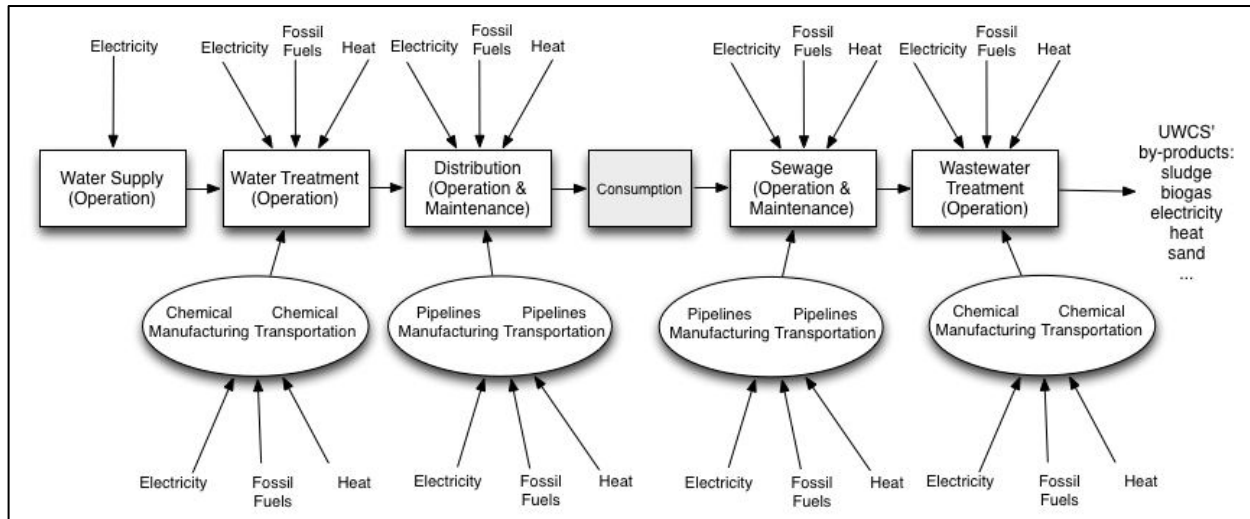 Electricity
Electricity
Fossil
Fuels
Heat
Electricity
Fossil
Fuels
Heat
Electricity
Fossil
Fuels
Heat
Electricity
Fossil
Fuels
Heat
Water Supply
(Operation)
Water Treatment
(Operation)
Distribution
(Operation &
Maintenance)
Consumption
Sewage
(Operation &
Maintenance)
Wastewater
Treatment
(Operation)
UWCS'
by-products:
sludge
biogas
electricity
heat
sand
...
Chemical
Manufacturing
Chemical
Transportation
Pipelines
Manufacturing
Pipelines
Transportation
Pipelines
Manufacturing
Pipelines
Transportation
Chemical
Manufacturing
Chemical
Transportation
Electricity
Fossil
Fuels
Heat
Electricity
Fossil
Fuels
Heat
Electricity
Fossil
Fuels
Heat
Electricity
Fossil
Fuels
Heat